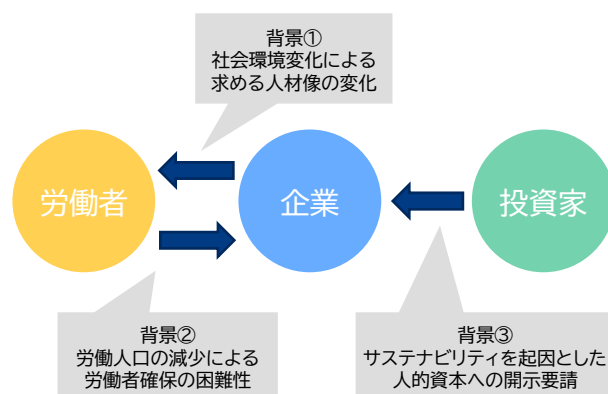 背景①
社会環境変化による
求める人材像の変化
労働者
企業
投資家
背景②
労働人口の減少による
労働者確保の困難性
背景③
サステナビリティを起因とした
人的資本への開示要請